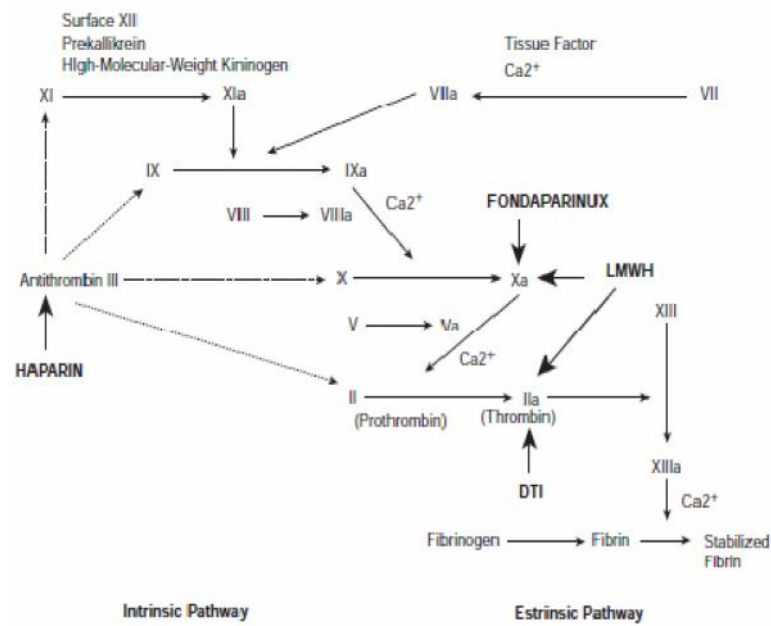 Surface XII
Prekallikrein
HIgh-Molecular-Weight Kininogen
Tissue Factor
Ca2+
XI
XIa
VIIa
VII
IX
IXa
Ca2+
FONDAPARINUX
VIII
VIIIa
Antithrombin III
X
Xa
LMWH
V
Va
XIII
Ca2+
HAPARIN
II
(Prothrombin)
IIa
(Thrombin)
XIIIa
DTI
Ca2+
Fibrinogen
Fibrin
Stabilized
Fibrin
Intrinsic Pathway
Estrinsic Pathway